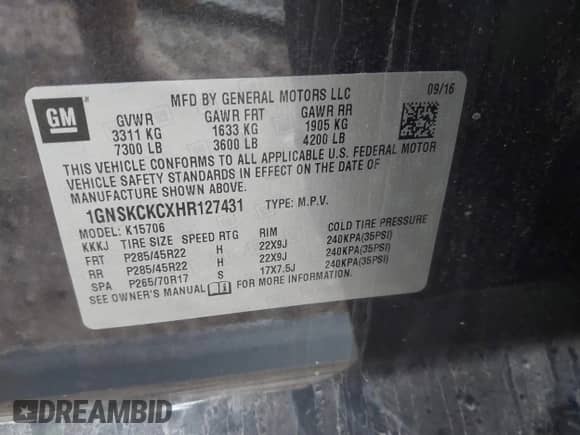 GM
MFD BY GENERAL MOTORS LLC 09/16
GVWR GAWR FRT GAWR RR
3311 KG 1633 KG 1905 KG
7300 LB 3600 LB 4200 LB
THIS VEHICLE CONFORMS TO ALL APPLICABLE U.S. FEDERAL MOTOR
VEHICLE SAFETY STANDARDS IN EFFECT ON THE DATE OF
MANUFACTURE SHOWN ABOVE.
1GNSKCKCXHR127431 TYPE: M.P.V.
MODEL: K15706
KKKJ TIRE SIZE SPEED RTG RIM COLD TIRE PRESSURE
FRT P285/45R22 H 22X9J 240KPA(35PSI)
RR P285/45R22 H 22X9J 240KPA(35PSI)
SPA P265/70R17 S 17X7.5J 240KPA(35PSI)
SEE OWNER'S MANUAL FOR MORE INFORMATION.
DREAMBID